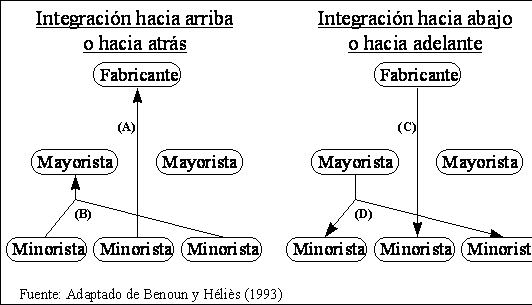 Integración hacia arriba
o hacia atrás
Fabricante
(A)
Mayorista
Mayorista
(B)
Minorista
Minorista
Minorista
Integración hacia abajo
o hacia adelante
Fabricante
(C)
Mayorista
Mayorista
(D)
Minorista
Minorista
Minorist
Fuente: Adaptado de Benoun y Héliès (1993)